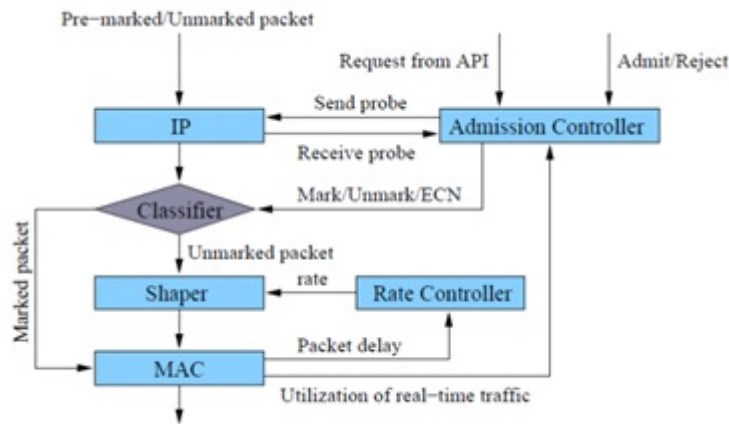 Pre-marked/Unmarked packet
Request from API
Admit/Reject
Send probe
IP
Admission Controller
Receive probe
Mark/Unmark/ECN
Classifier
Marked packet
Unmarked packet
rate
Shaper
Rate Controller
Packet delay
MAC
Utilization of real-time traffic